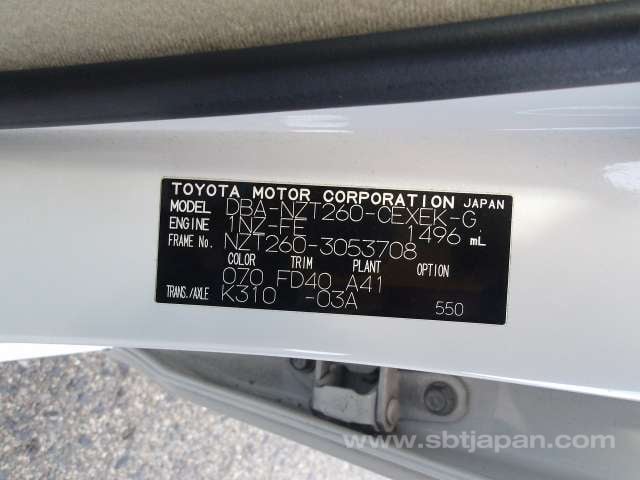 TOYOTA MOTOR CORPORATION JAPAN
MODEL DBA-NZT260-CEXEK-G
ENGINE 1NZ-FE 1496 mL
FRAME No. NZT260-3053708
COLOR TRIM PLANT OPTION
070 FD40 A41
TRANS./AXLE K310 -03A 550
www.sbtjapan.com